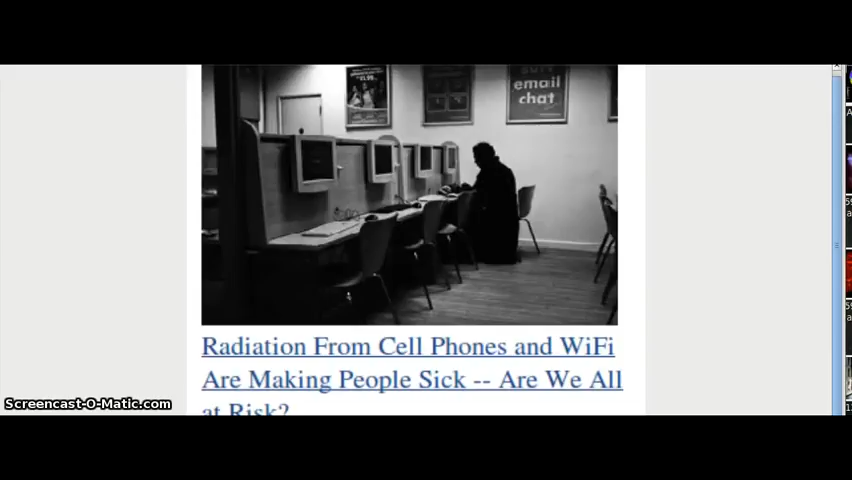 email
chat
Radiation From Cell Phones and WiFi
Are Making People Sick -- Are We All
at Risk?
Screencast-O-Matic.com